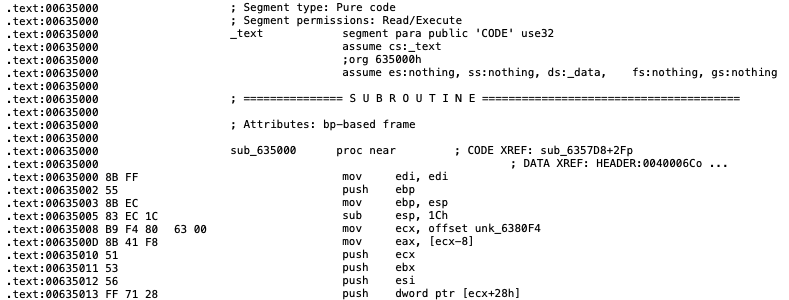 .text:00635000 ; Segment type: Pure code
.text:00635000 ; Segment permissions: Read/Execute
.text:00635000 _text segment para public 'CODE' use32
.text:00635000 assume cs:_text
.text:00635000 ;org 635000h
.text:00635000 assume es:nothing, ss:nothing, ds:_data, fs:nothing, gs:nothing
.text:00635000
.text:00635000 ; =============== S U B R O U T I N E =======================================
.text:00635000
.text:00635000 ; Attributes: bp-based frame
.text:00635000
.text:00635000 sub_635000 proc near ; CODE XREF: sub_6357D8+2Fp
.text:00635000 ; DATA XREF: HEADER:0040006Co ...
.text:00635000 8B FF mov edi, edi
.text:00635002 55 push ebp
.text:00635003 8B EC mov ebp, esp
.text:00635005 83 EC 1C sub esp, 1Ch
.text:00635008 B9 F4 80 63 00 mov ecx, offset unk_6380F4
.text:0063500D 8B 41 F8 mov eax, [ecx-8]
.text:00635010 51 push ecx
.text:00635011 53 push ebx
.text:00635012 56 push esi
.text:00635013 FF 71 28 push dword ptr [ecx+28h]